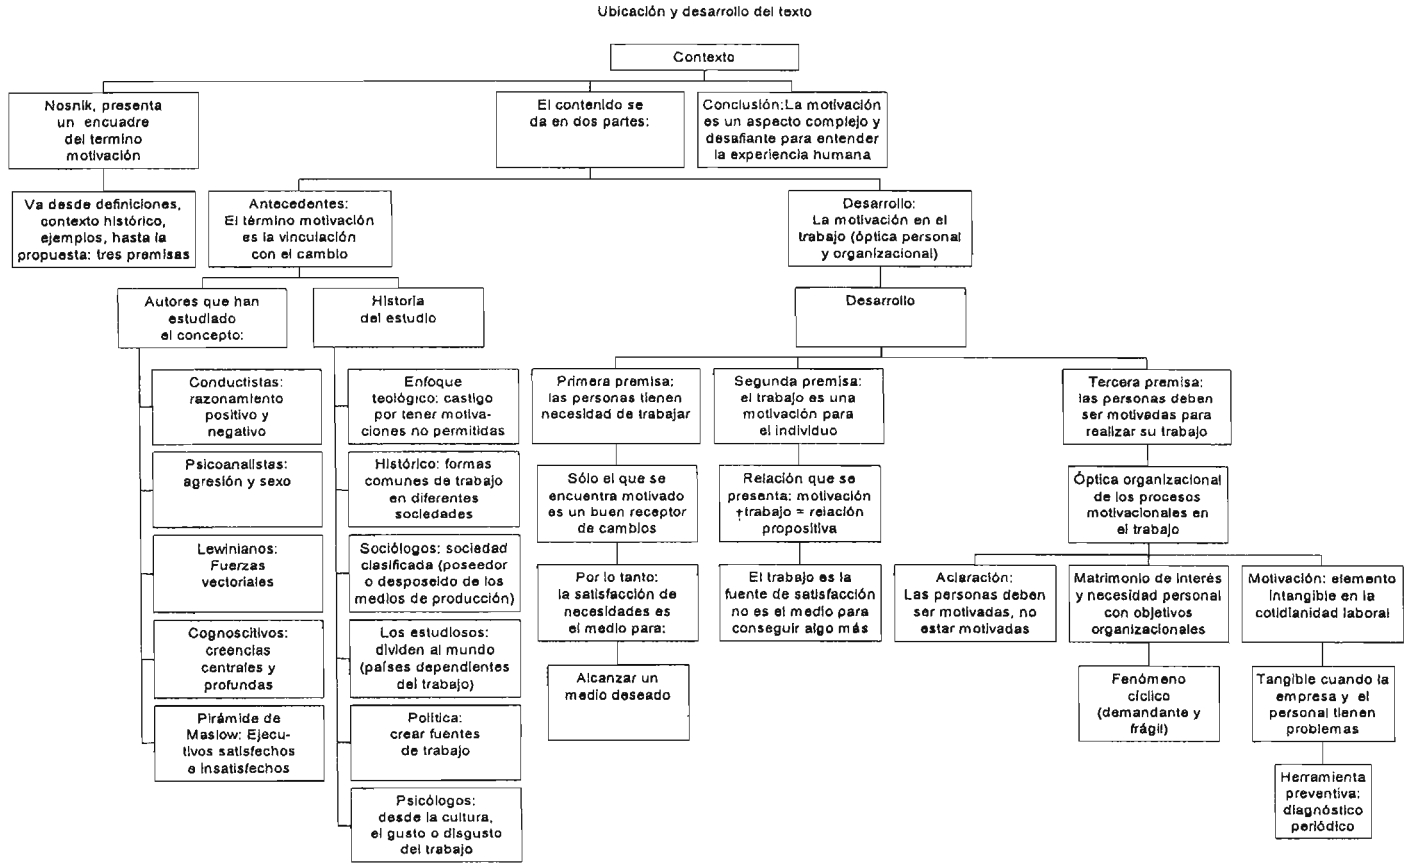 Ubicación y desarrollo del texto
Contexto
Nosnik, presenta
un encuadre
del termino
motivación
El contenido se
da en dos partes:
Conclusión:La motivación
es un aspecto complejo y
desafiante para entender
la experiencia humana
Va desde definiciones,
contexto histórico,
ejemplos, hasta la
propuesta: tres premisas
Antecedentes:
El término motivación
es la vinculación
con el cambio
Desarrollo:
La motivación en el
trabajo (óptica personal
y organizacional)
Autores que han
estudiado
el concepto:
Historia
del estudio
Desarrollo
Conductistas:
razonamiento
positivo y
negativo
Psicoanalistas:
agresión y sexo
Lewinianos:
Fuerzas
vectoriales
Cognoscitivos:
creencias
centrales y
profundas
Pirámide de
Maslow: Ejecu-
tivos satisfechos
e insatisfechos
Enfoque
teológico: castigo
por tener motiva-
ciones no permitidas
Histórico: formas
comunes de trabajo
en diferentes
sociedades
Sociólogos: sociedad
clasificada (poseedor
o desposeido de los
medios de producción)
Los estudiosos:
dividen al mundo
(países dependientes
del trabajo)
Política:
crear fuentes
de trabajo
Psicólogos:
desde la cultura,
el gusto o disgusto
del trabajo
Primera premisa:
las personas tienen
necesidad de trabajar
Sólo el que se
encuentra motivado
es un buen receptor
de cambios
Por lo tanto:
la satisfacción de
necesidades es
el medio para:
Alcanzar un
medio deseado
Segunda premisa:
el trabajo es una
motivación para
el individuo
Relación que se
presenta: motivación
+trabajo = relación
propositiva
El trabajo es la
fuente de satisfacción
no es el medio para
conseguir algo más
Tercera premisa:
las personas deben
ser motivadas para
realizar su trabajo
Óptica organizacional
de los procesos
motivacionales en
el trabajo
Aclaración:
Las personas deben
ser motivadas, no
estar motivadas
Matrimonio de interés
y necesidad personal
con objetivos
organizacionales
Fenómeno
cíclico
(demandante y
frágil)
Motivación: elemento
intangible en la
cotidianidad laboral
Tangible cuando la
empresa y el
personal tienen
problemas
Herramienta
preventiva:
diagnóstico
periódico